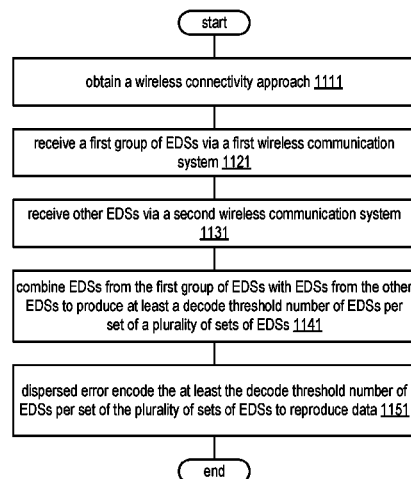 start
obtain a wireless connectivity approach 1111
receive a first group of EDSs via a first wireless communication
system
1121
receive other EDSs via a second wireless communication system
1131
combine EDSs from the first group of EDSs with EDSs from the other
EDSs to produce at least a decode threshold number of EDSs per
set of a plurality of sets of EDSs 1141
dispersed error encode the at least the decode threshold number of
EDSs per set of the plurality of sets of EDSs to reproduce data 1151
end